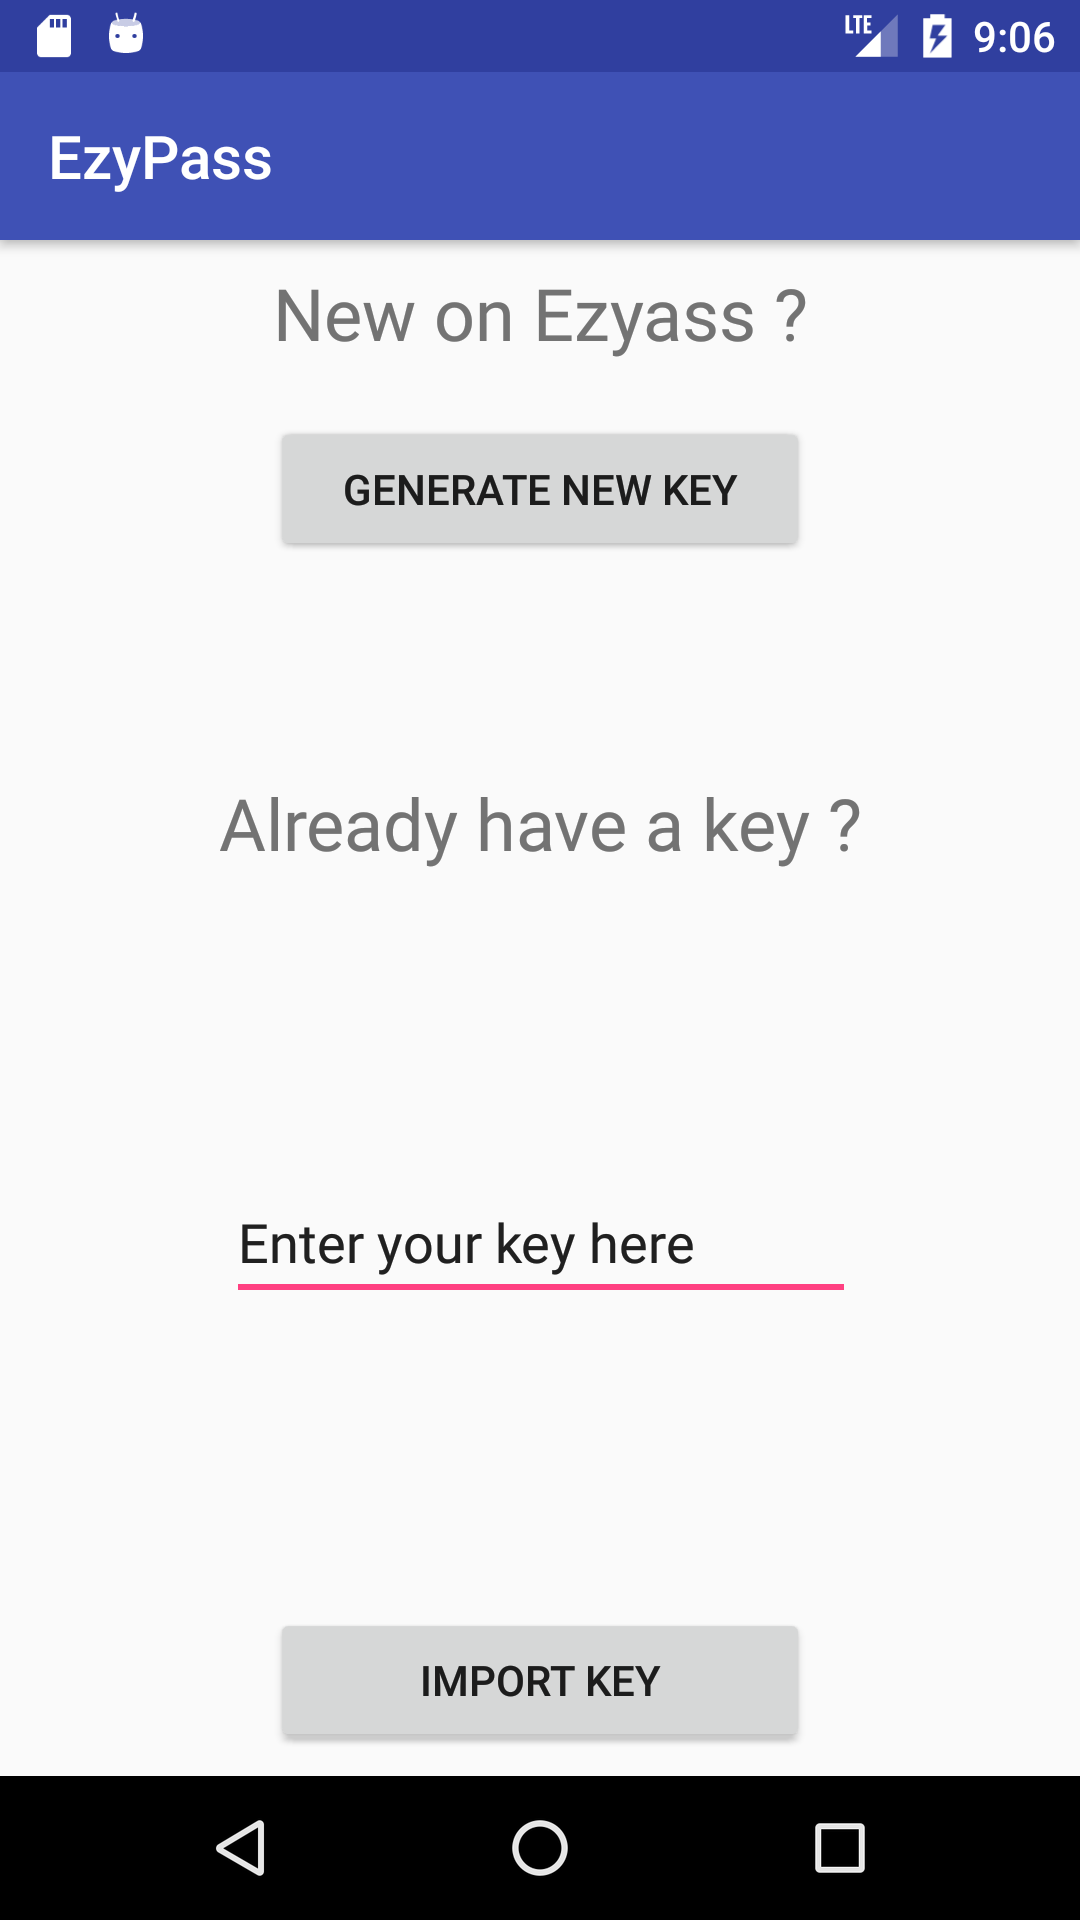 LTE 9:06
EzyPass
New on Ezyass ?
GENERATE NEW KEY
Already have a key ?
Enter your key here
IMPORT KEY